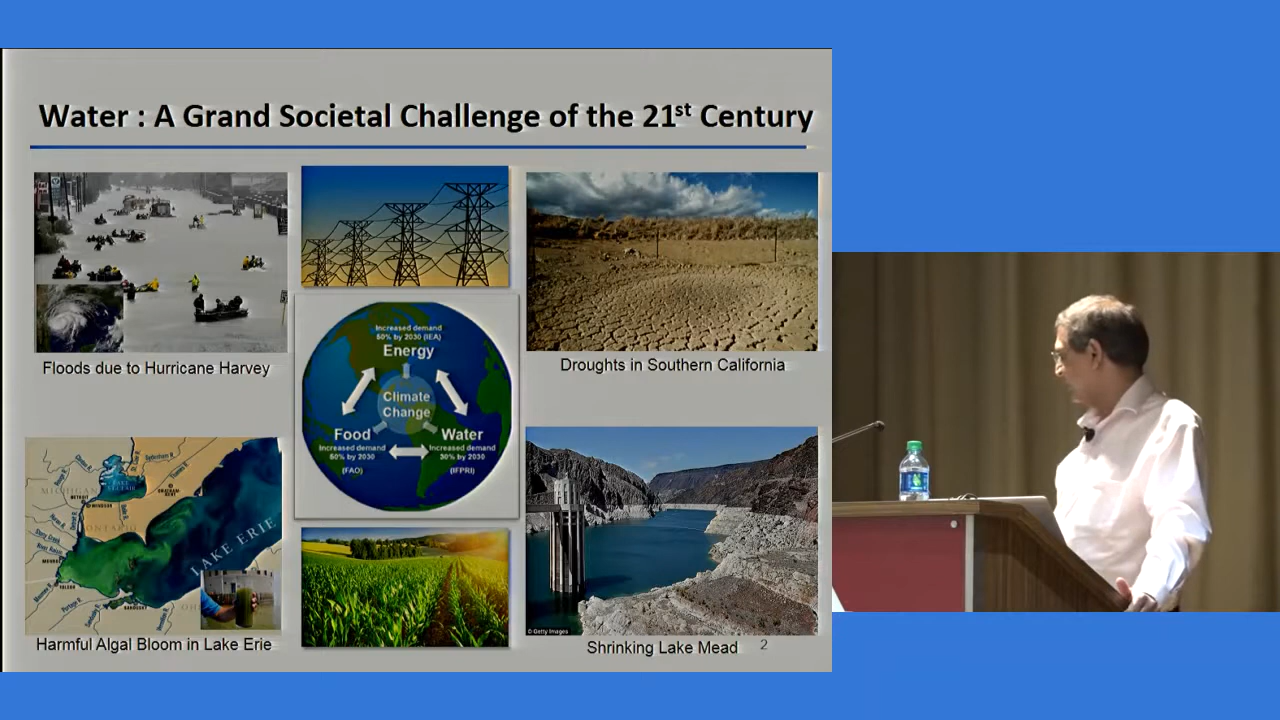 Water : A Grand Societal Challenge of the 21st Century
Floods due to Hurricane Harvey
Increased demand
50% by 2030 (IEA)
Energy
Climate
Change
Food
Increased demand
50% by 2030
(FAO)
Water
Increased demand
30% by 2030
(IFPRI)
Droughts in Southern California
MICHIGAN
ONTARIO
LAKE ERIE
Harmful Algal Bloom in Lake Erie
© Getty Images
Shrinking Lake Mead
2